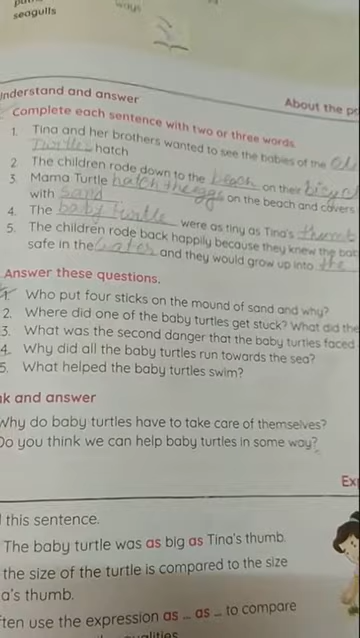 seagulls
ways
nderstand and answer
About the po
Complete each sentence with two or three words.
1. Tina and her brothers wanted to see the babies of the
Turtles hatch
2. The children rode down to the beach on their bicycl
3. Mama Turtle hatch the on the beach and covers
with sand
4. The baby turtle were as tiny as Tina's thumb
5. The children rode back happily because they knew the bab
safe in the water and they would grow up into the
Answer these questions.
1. Who put four sticks on the mound of sand and why?
2. Where did one of the baby turtles get stuck? What did the
3. What was the second danger that the baby turtles faced
4. Why did all the baby turtles run towards the sea?
5. What helped the baby turtles swim?
nk and answer
Why do baby turtles have to take care of themselves?
Do you think we can help baby turtles in some way?
Ex
this sentence.
The baby turtle was as big as Tina's thumb.
the size of the turtle is compared to the size
a's thumb.
ften use the expression as ... as ... to compare
qualities